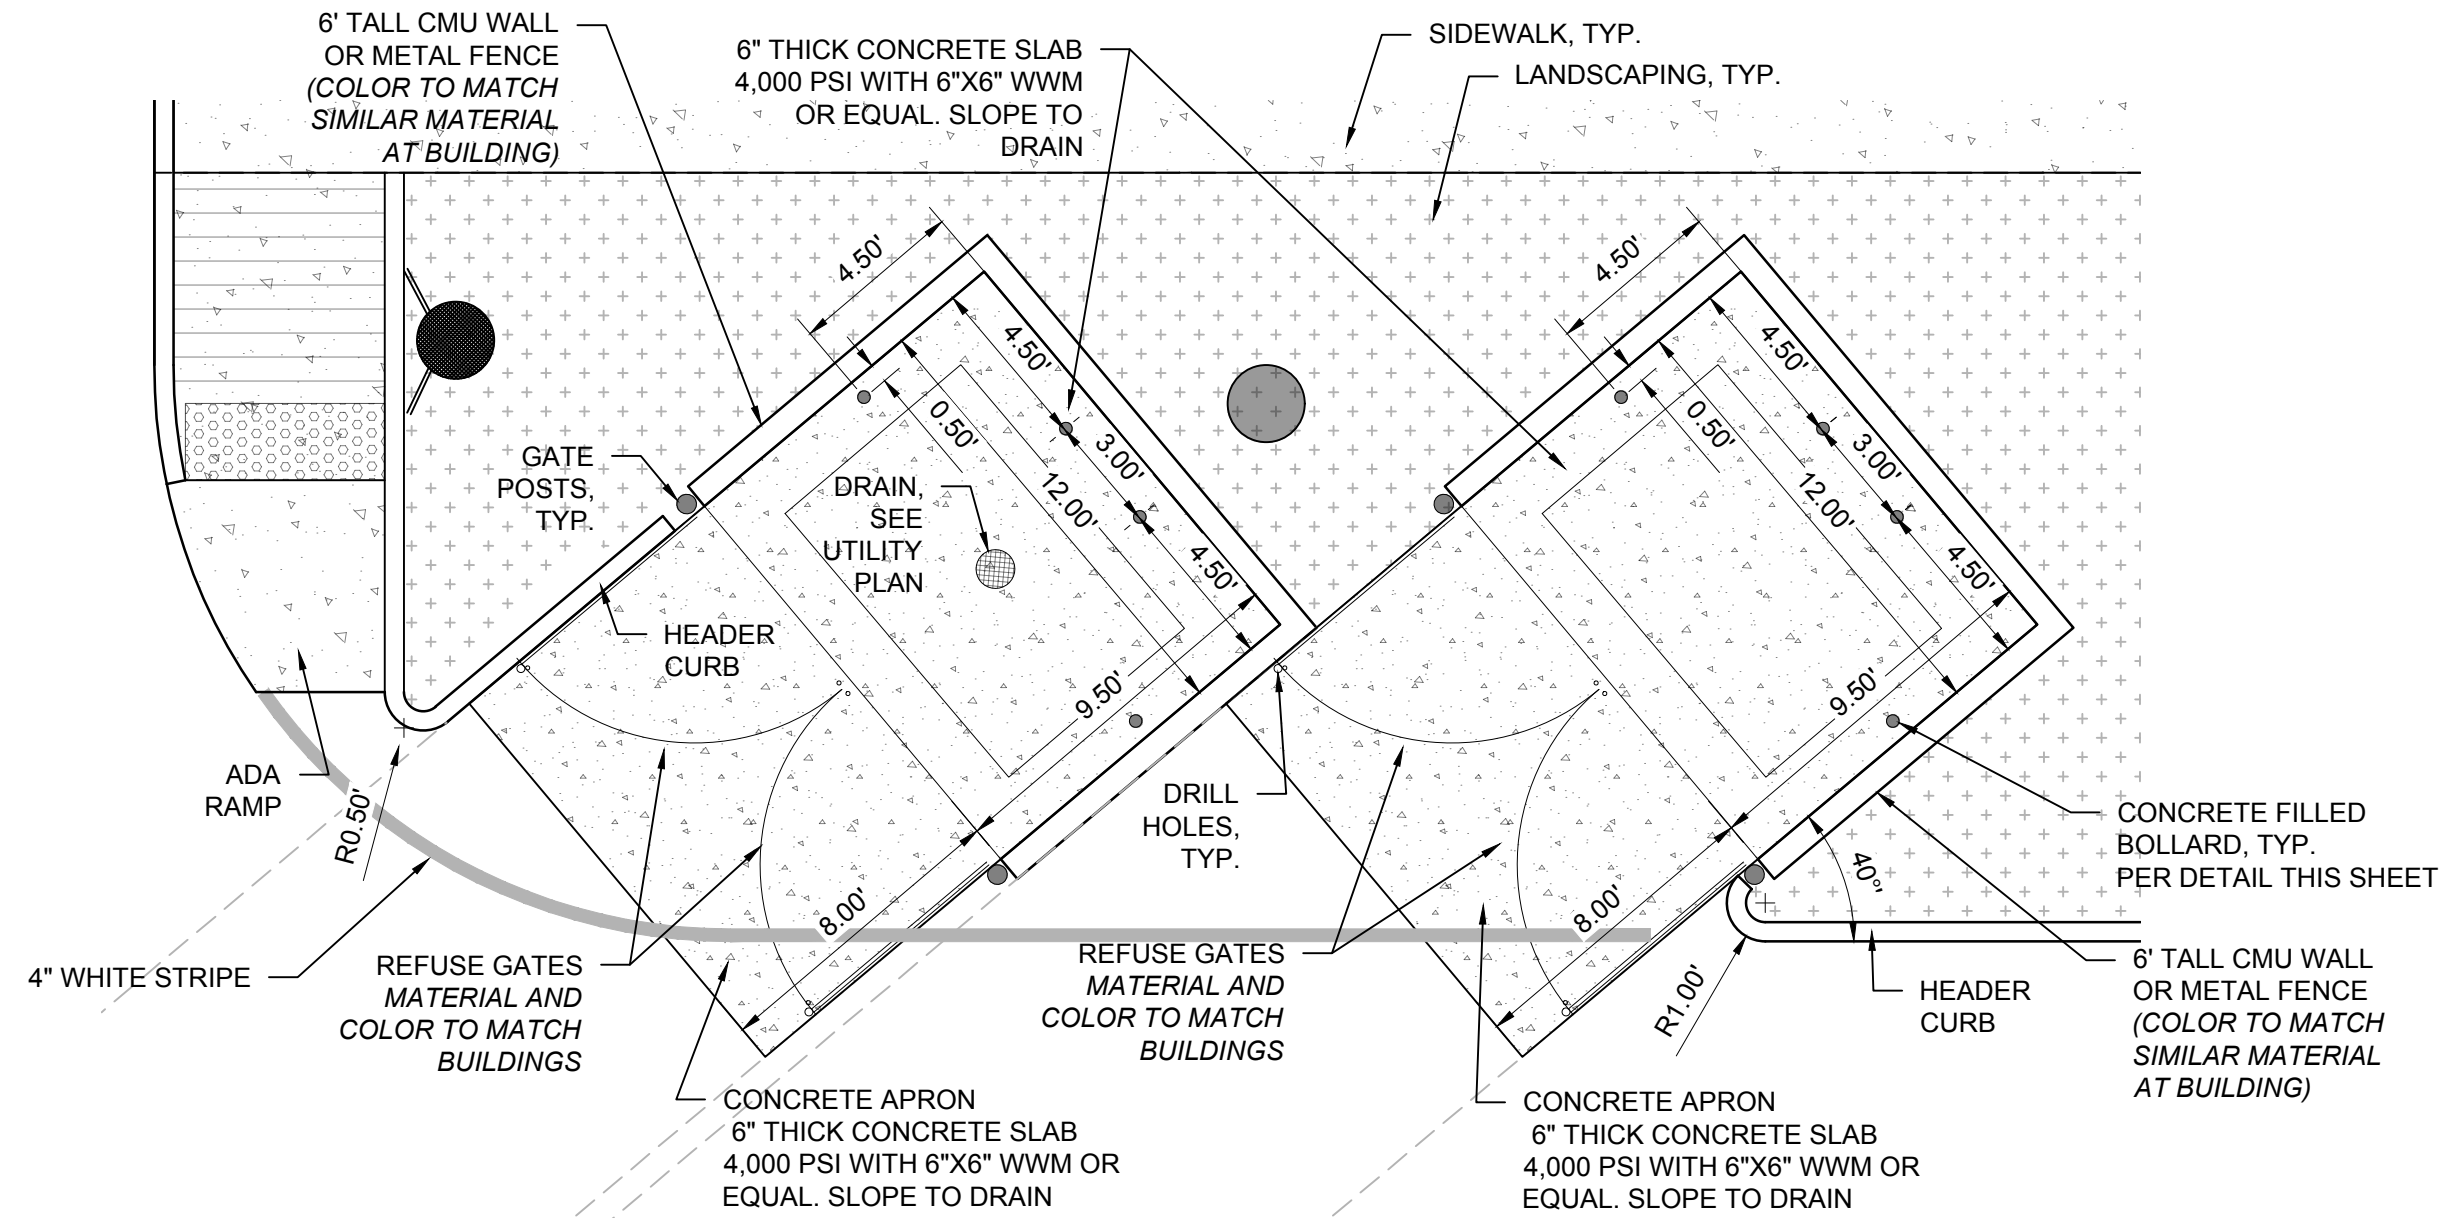 6' TALL CMU WALL
OR METAL FENCE
(COLOR TO MATCH
SIMILAR MATERIAL
AT BUILDING)
6" THICK CONCRETE SLAB
4,000 PSI WITH 6"X6" WWM
OR EQUAL. SLOPE TO
DRAIN
SIDEWALK, TYP.
LANDSCAPING, TYP.
4.50'
4.50'
4.50'
3.00'
4.50'
0.50'
12.00'
4.50'
3.00'
4.50'
0.50'
12.00'
GATE
POSTS,
TYP.
DRAIN,
SEE
UTILITY
PLAN
HEADER
CURB
9.50'
9.50'
ADA
RAMP
R0.50'
DRILL
HOLES,
TYP.
CONCRETE FILLED
BOLLARD, TYP.
PER DETAIL THIS SHEET
40°'
8.00'
8.00'
4" WHITE STRIPE
REFUSE GATES
MATERIAL AND
COLOR TO MATCH
BUILDINGS
REFUSE GATES
MATERIAL AND
COLOR TO MATCH
BUILDINGS
R1.00'
HEADER
CURB
6' TALL CMU WALL
OR METAL FENCE
(COLOR TO MATCH
SIMILAR MATERIAL
AT BUILDING)
CONCRETE APRON
6" THICK CONCRETE SLAB
4,000 PSI WITH 6"X6" WWM OR
EQUAL. SLOPE TO DRAIN
CONCRETE APRON
6" THICK CONCRETE SLAB
4,000 PSI WITH 6"X6" WWM OR
EQUAL. SLOPE TO DRAIN